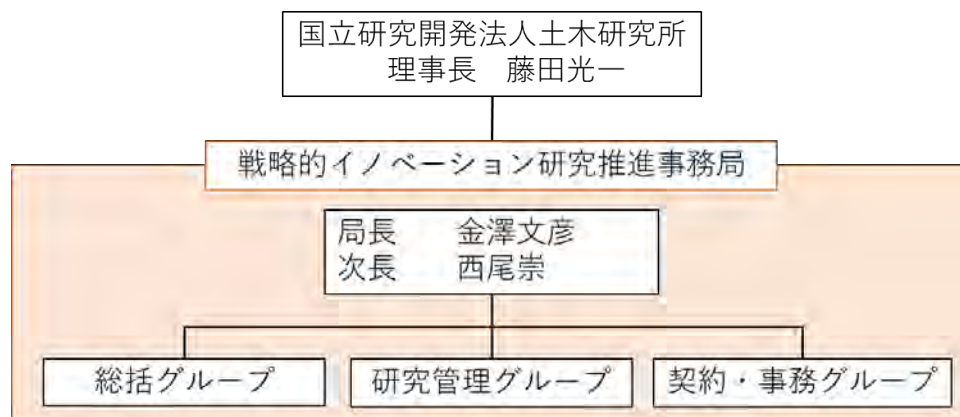 国立研究開発法人土木研究所
理事長　藤田光一
戦略的イノベーション研究推進事務局
局長　　金澤文彦
次長　　西尾崇
総括グループ
研究管理グループ
契約・事務グループ